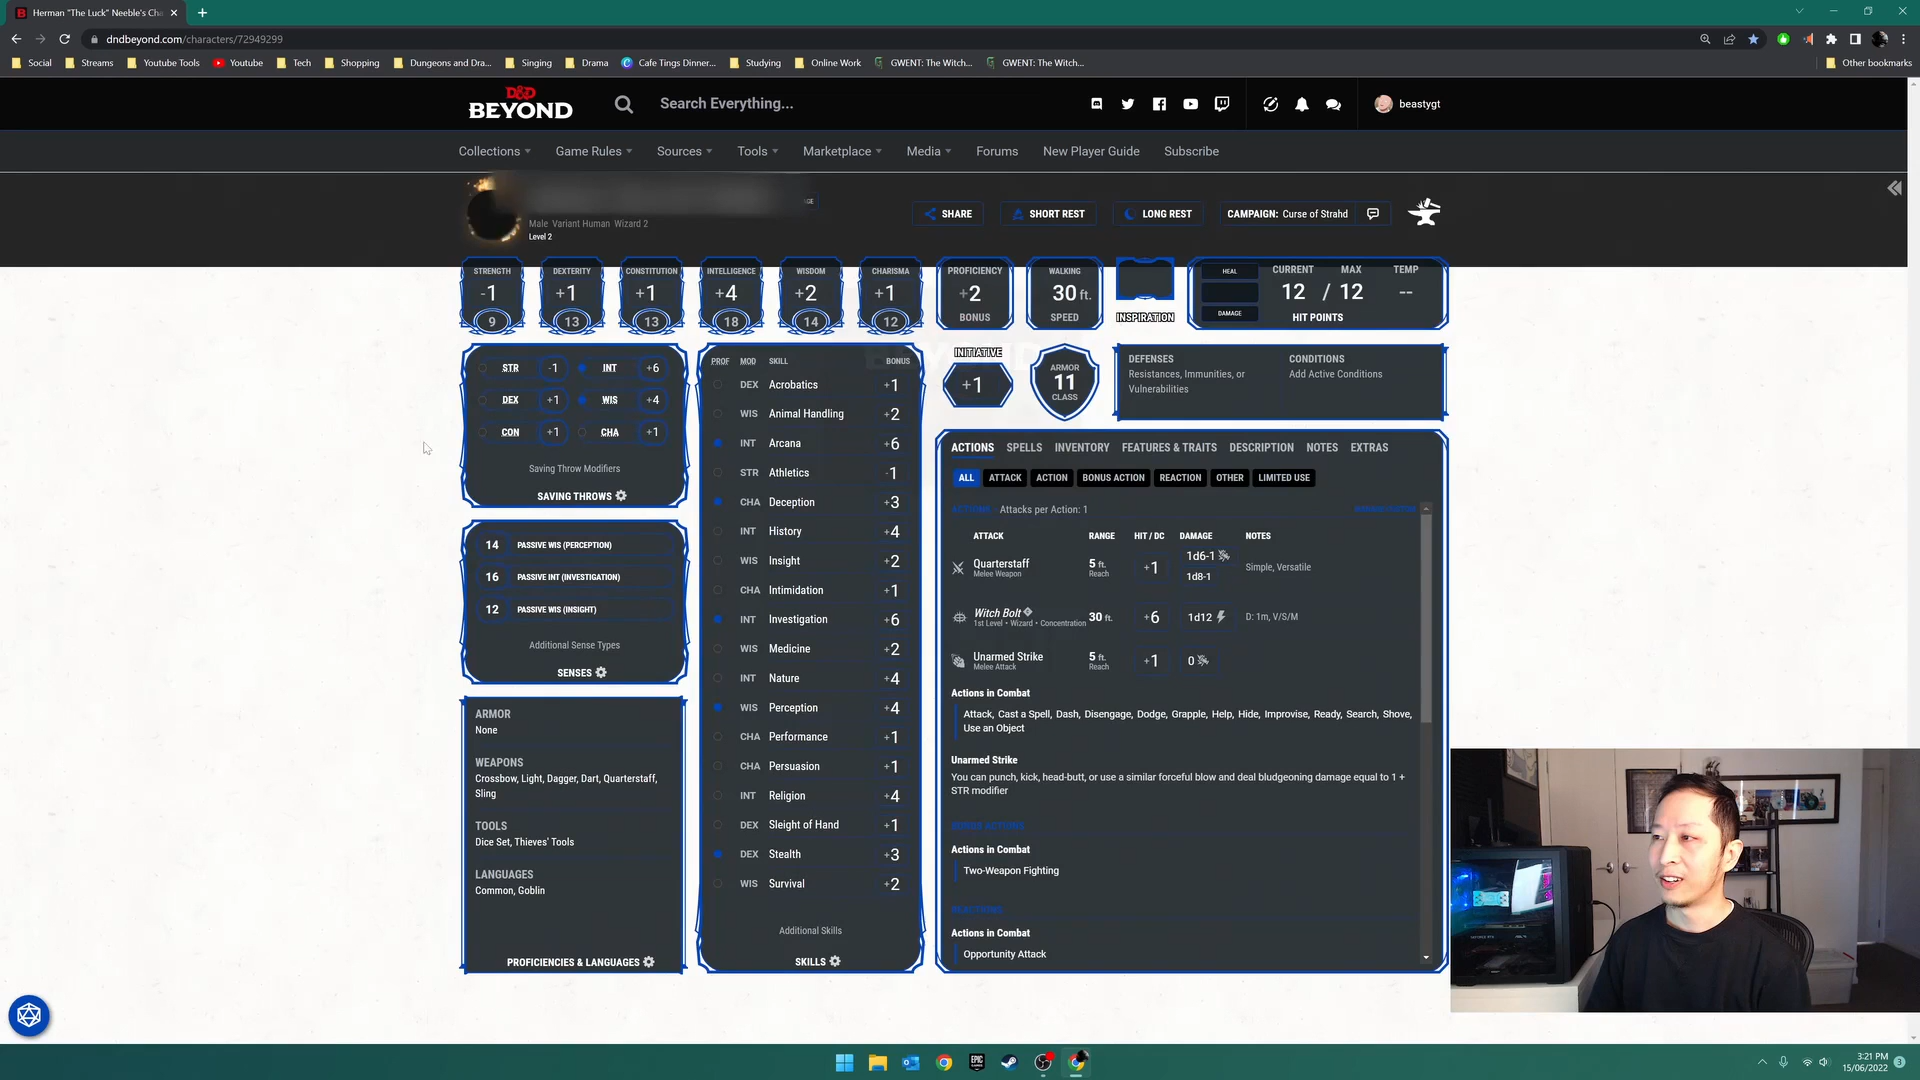 Herman "The Luck" Neeble's Cha
dndbeyond.com/characters/72949299
Social Streams Youtube Tools Youtube Tech Shopping Dungeons and Dra... Singing Drama Cafe Tings Dinner... Studying Online Work GWENT: The Witch... GWENT: The Witch... Other bookmarks
D&D
BEYOND
Search Everything...
beastygt
Collections Game Rules Sources Tools Marketplace Media Forums New Player Guide Subscribe
Male Variant Human Wizard 2
Level 2
SHARE SHORT REST LONG REST CAMPAIGN: Curse of Strahd
STRENGTH
-1
9
DEXTERITY
+1
13
CONSTITUTION
+1
13
INTELLIGENCE
+4
18
WISDOM
+2
14
CHARISMA
+1
12
PROFICIENCY
+2
BONUS
WALKING
30 ft.
SPEED
INSPIRATION
HEAL
DAMAGE
CURRENT MAX TEMP
12 / 12 --
HIT POINTS
STR -1 INT +6
DEX +1 WIS +4
CON +1 CHA +1
Saving Throw Modifiers
SAVING THROWS
14 PASSIVE WIS (PERCEPTION)
16 PASSIVE INT (INVESTIGATION)
12 PASSIVE WIS (INSIGHT)
Additional Sense Types
SENSES
ARMOR
None
WEAPONS
Crossbow, Light, Dagger, Dart, Quarterstaff,
Sling
TOOLS
Dice Set, Thieves' Tools
LANGUAGES
Common, Goblin
PROFICIENCIES & LANGUAGES
PROF MOD SKILL BONUS
DEX Acrobatics +1
WIS Animal Handling +2
INT Arcana +6
STR Athletics -1
CHA Deception +3
INT History +4
WIS Insight +2
CHA Intimidation +1
INT Investigation +6
WIS Medicine +2
INT Nature +4
WIS Perception +4
CHA Performance +1
CHA Persuasion +1
INT Religion +4
DEX Sleight of Hand +1
DEX Stealth +3
WIS Survival +2
Additional Skills
SKILLS
INITIATIVE
+1
ARMOR
11
CLASS
DEFENSES
Resistances, Immunities, or
Vulnerabilities
CONDITIONS
Add Active Conditions
ACTIONS SPELLS INVENTORY FEATURES & TRAITS DESCRIPTION NOTES EXTRAS
ALL ATTACK ACTION BONUS ACTION REACTION OTHER LIMITED USE
ACTIONS Attacks per Action: 1
ATTACK RANGE HIT / DC DAMAGE NOTES
Quarterstaff 5 ft. +1 1d6-1 Simple, Versatile
Melee Weapon Reach 1d8-1
Witch Bolt 30 ft. +6 1d12 D: 1m, V/S/M
1st Level • Wizard • Concentration
Unarmed Strike 5 ft. +1 0
Melee Attack Reach
Actions in Combat
Attack, Cast a Spell, Dash, Disengage, Dodge, Grapple, Help, Hide, Improvise, Ready, Search, Shove,
Use an Object
Unarmed Strike
You can punch, kick, head-butt, or use a similar forceful blow and deal bludgeoning damage equal to 1 +
STR modifier
BONUS ACTIONS
Actions in Combat
Two-Weapon Fighting
REACTIONS
Actions in Combat
Opportunity Attack
3:21 PM
15/06/2022
3